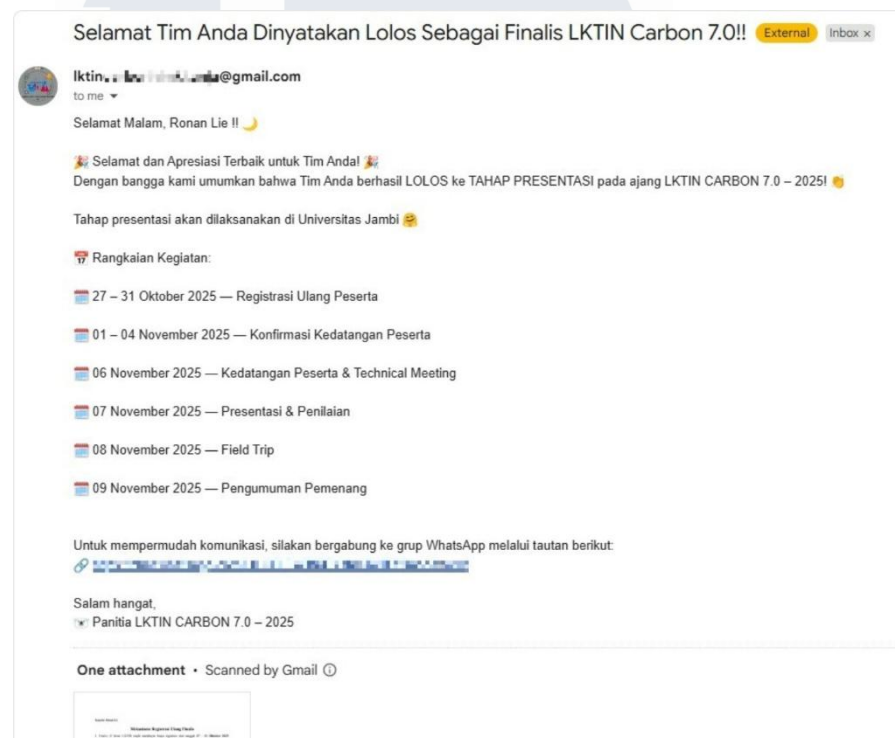 Selamat Tim Anda Dinyatakan Lolos Sebagai Finalis LKTIN Carbon 7.0!! External Inbox x
lktin @gmail.com
to me
Selamat Malam, Ronan Lie !! 🌙
🎉 Selamat dan Apresiasi Terbaik untuk Tim Anda! 🎉
Dengan bangga kami umumkan bahwa Tim Anda berhasil LOLOS ke TAHAP PRESENTASI pada ajang LKTIN CARBON 7.0 – 2025! 👏
Tahap presentasi akan dilaksanakan di Universitas Jambi 🤗
📅 Rangkaian Kegiatan:
🗓️ 27 – 31 Oktober 2025 — Registrasi Ulang Peserta
🗓️ 01 – 04 November 2025 — Konfirmasi Kedatangan Peserta
🗓️ 06 November 2025 — Kedatangan Peserta & Technical Meeting
🗓️ 07 November 2025 — Presentasi & Penilaian
🗓️ 08 November 2025 — Field Trip
🗓️ 09 November 2025 — Pengumuman Pemenang
Untuk mempermudah komunikasi, silakan bergabung ke grup WhatsApp melalui tautan berikut:
Salam hangat,
Panitia LKTIN CARBON 7.0 – 2025
One attachment • Scanned by Gmail